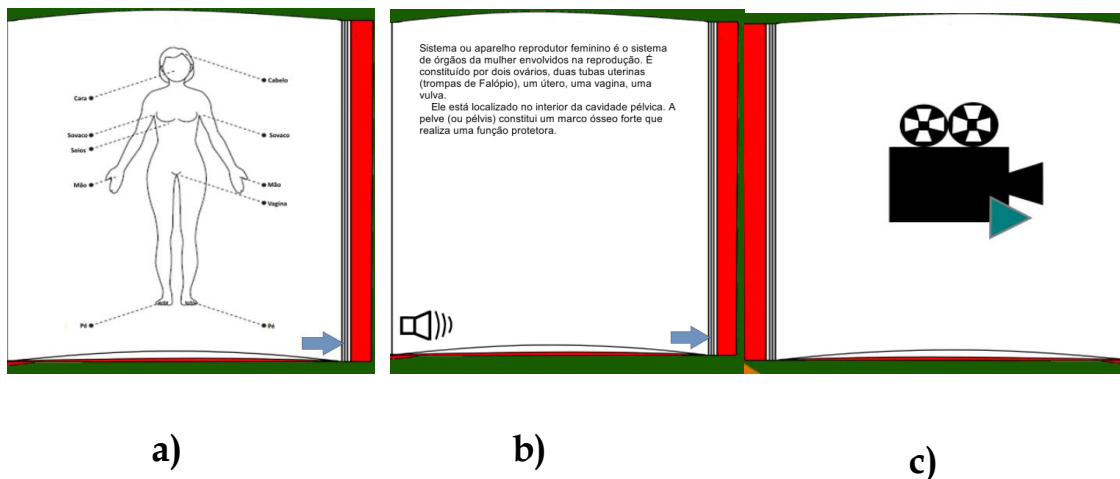 Cabelo
Cara
Sovaco
Sovaco
Seios
Mão
Mão
Vagina
Pé
Pé
Sistema ou aparelho reprodutor feminino é o sistema
de órgãos da mulher envolvidos na reprodução. É
constituído por dois ovários, duas tubas uterinas
(trompas de Falópio), um útero, uma vagina, uma
vulva.
Ele está localizado no interior da cavidade pélvica. A
pelve (ou pélvis) constitui um marco ósseo forte que
realiza uma função protetora.
a)
b)
c)